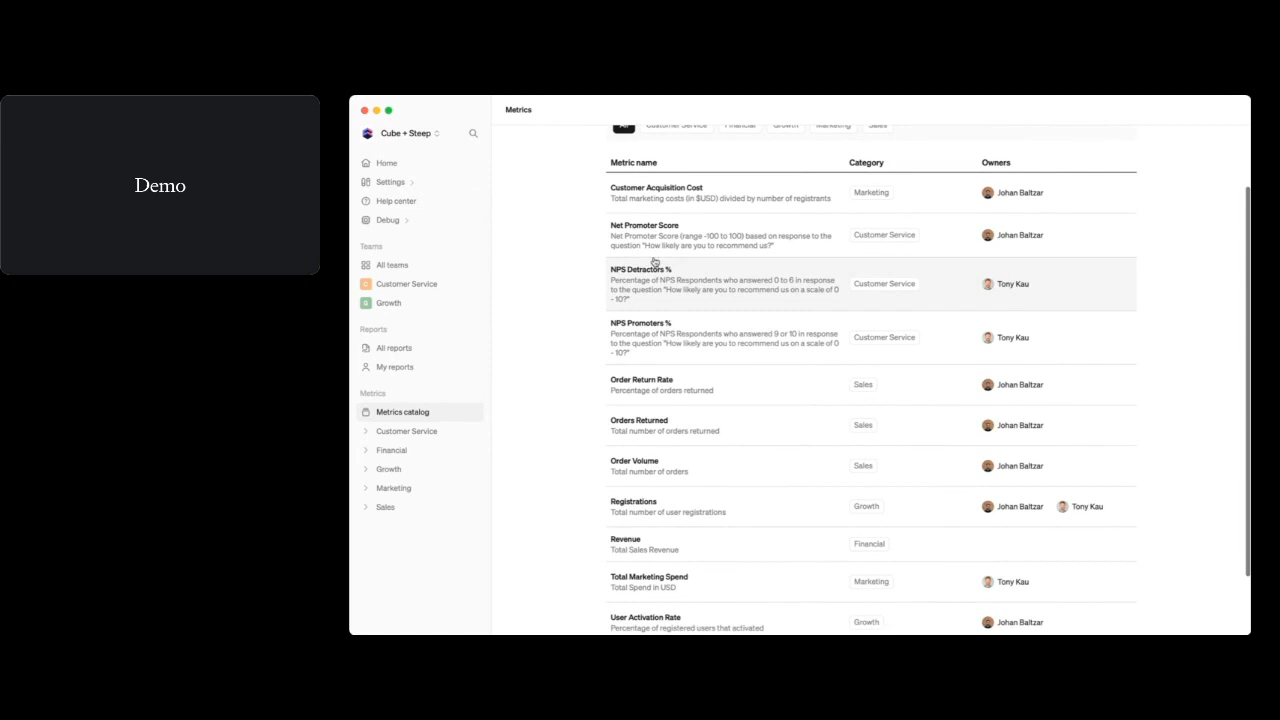 Demo
Cube + Steep
Home
Settings
Help center
Debug
Teams
All teams
C Customer Service
G Growth
Reports
All reports
My reports
Metrics
Metrics catalog
Customer Service
Financial
Growth
Marketing
Sales
Metrics
All Customer Service Financial Growth Marketing Sales
Metric name Category Owners
Customer Acquisition Cost
Total marketing costs (in $USD) divided by number of registrants
Marketing
Johan Baltzar
Net Promoter Score
Net Promoter Score (range -100 to 100) based on response to the
question "How likely are you to recommend us?"
Customer Service
Johan Baltzar
NPS Detractors %
Percentage of NPS Respondents who answered 0 to 6 in response
to the question "How likely are you to recommend us on a scale of 0
- 10?"
Customer Service
Tony Kau
NPS Promoters %
Percentage of NPS Respondents who answered 9 or 10 in response
to the question "How likely are you to recommend us on a scale of 0
- 10?"
Customer Service
Tony Kau
Order Return Rate
Percentage of orders returned
Sales
Johan Baltzar
Orders Returned
Total number of orders returned
Sales
Johan Baltzar
Order Volume
Total number of orders
Sales
Johan Baltzar
Registrations
Total number of user registrations
Growth
Johan Baltzar Tony Kau
Revenue
Total Sales Revenue
Financial
Total Marketing Spend
Total Spend in USD
Marketing
Tony Kau
User Activation Rate
Percentage of registered users that activated
Growth
Johan Baltzar